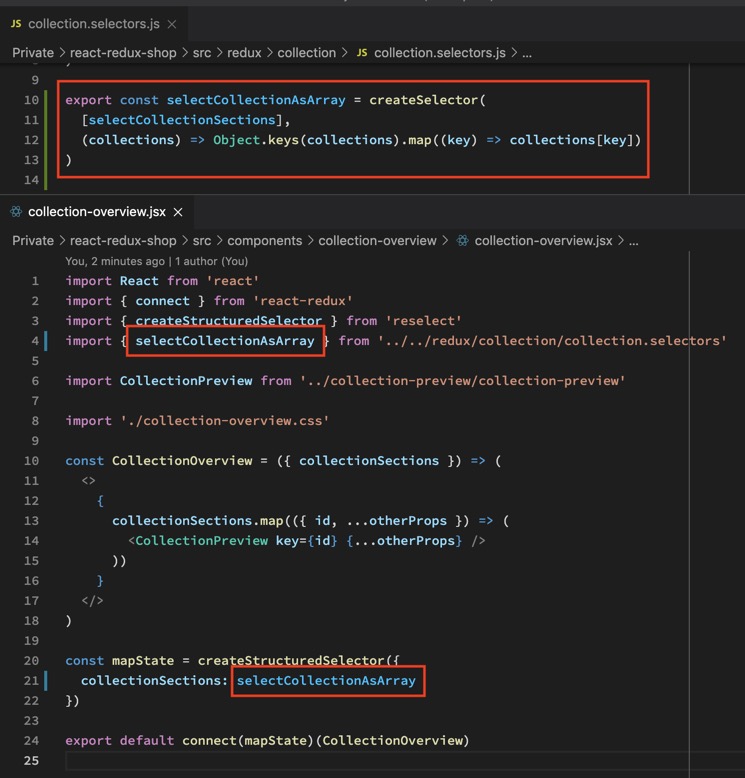 JS collection.selectors.js ×
Private > react-redux-shop > src > redux > collection > JS collection.selectors.js > ...
9
10 export const selectCollectionAsArray = createSelector(
11   [selectCollectionSections],
12   (collections) => Object.keys(collections).map((key) => collections[key])
13 )
14
collection-overview.jsx ×
Private > react-redux-shop > src > components > collection-overview > collection-overview.jsx > ...
You, 2 minutes ago | 1 author (You)
1 import React from 'react'
2 import { connect } from 'react-redux'
3 import { createStructuredSelector } from 'reselect'
4 import { selectCollectionAsArray } from '../../redux/collection/collection.selectors'
5
6 import CollectionPreview from '../collection-preview/collection-preview'
7
8 import './collection-overview.css'
9
10 const CollectionOverview = ({ collectionSections }) => (
11   <>
12     {
13       collectionSections.map(({ id, ...otherProps }) => (
14         <CollectionPreview key={id} {...otherProps} />
15       ))
16     }
17   </>
18 )
19
20 const mapState = createStructuredSelector({
21   collectionSections: selectCollectionAsArray
22 })
23
24 export default connect(mapState)(CollectionOverview)
25